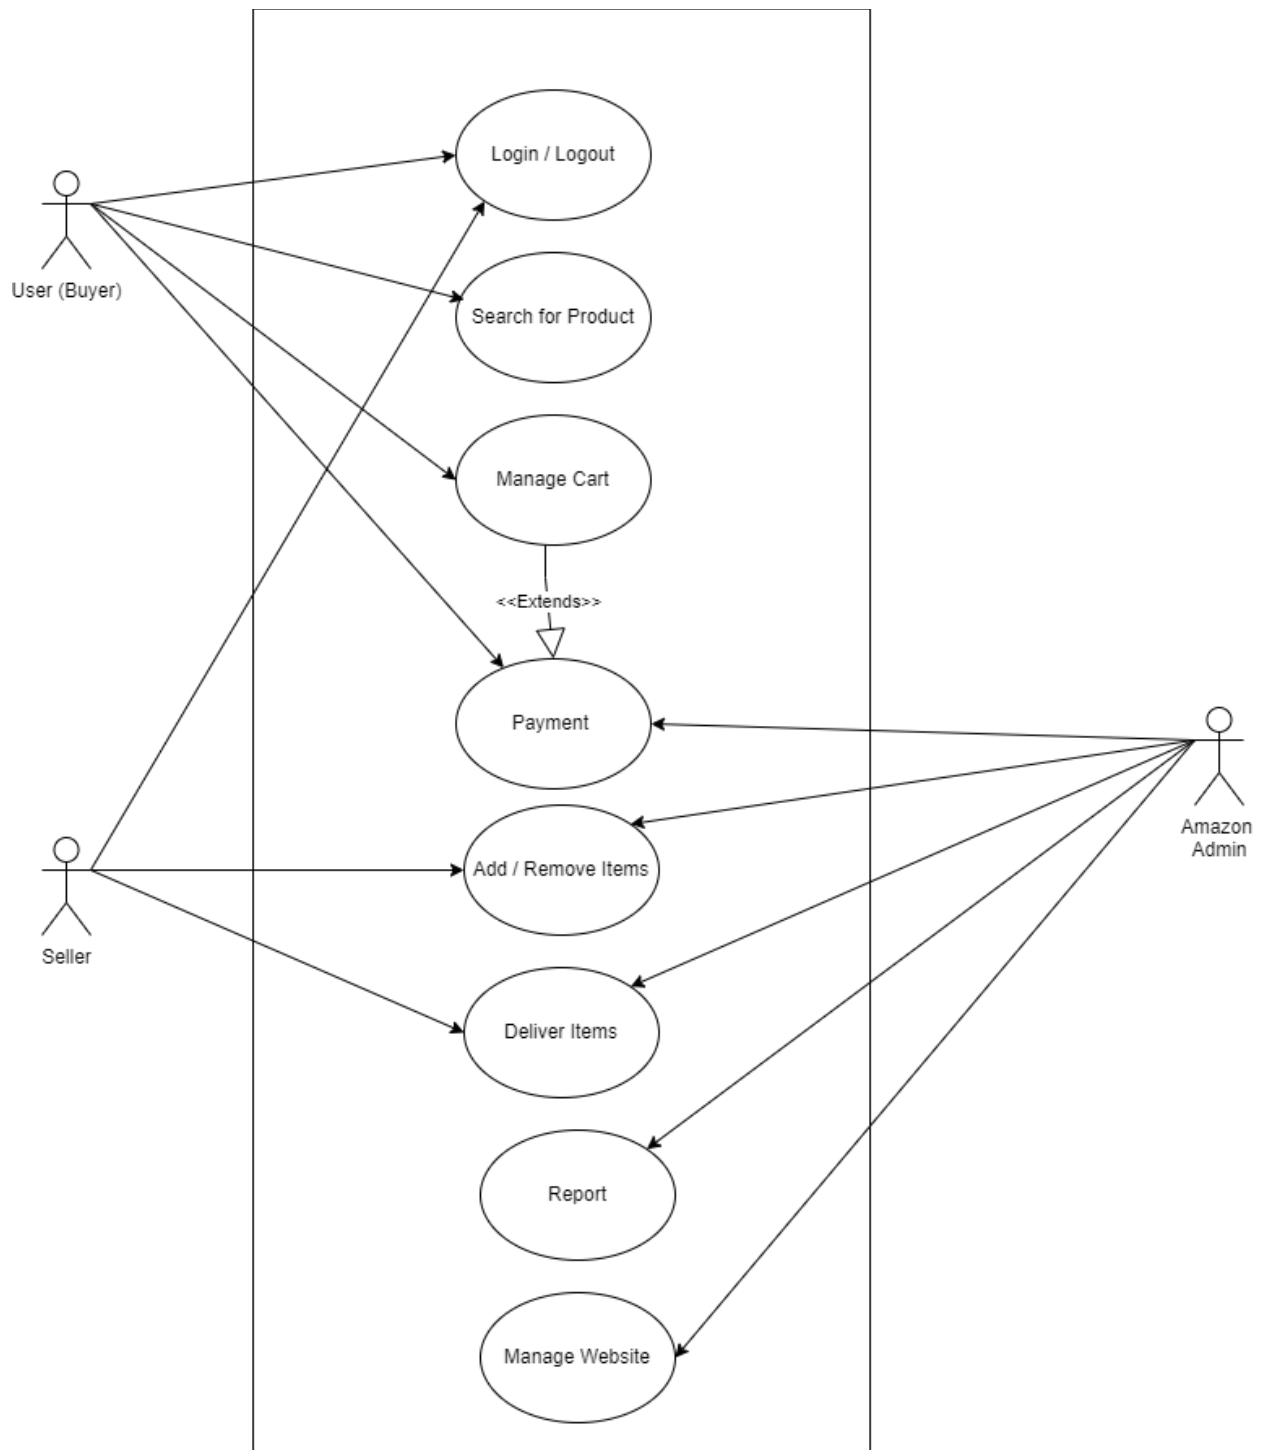 Login / Logout
User (Buyer)
Search for Product
Manage Cart
<<Extends>>
Payment
Amazon
Admin
Add / Remove Items
Seller
Deliver Items
Report
Manage Website